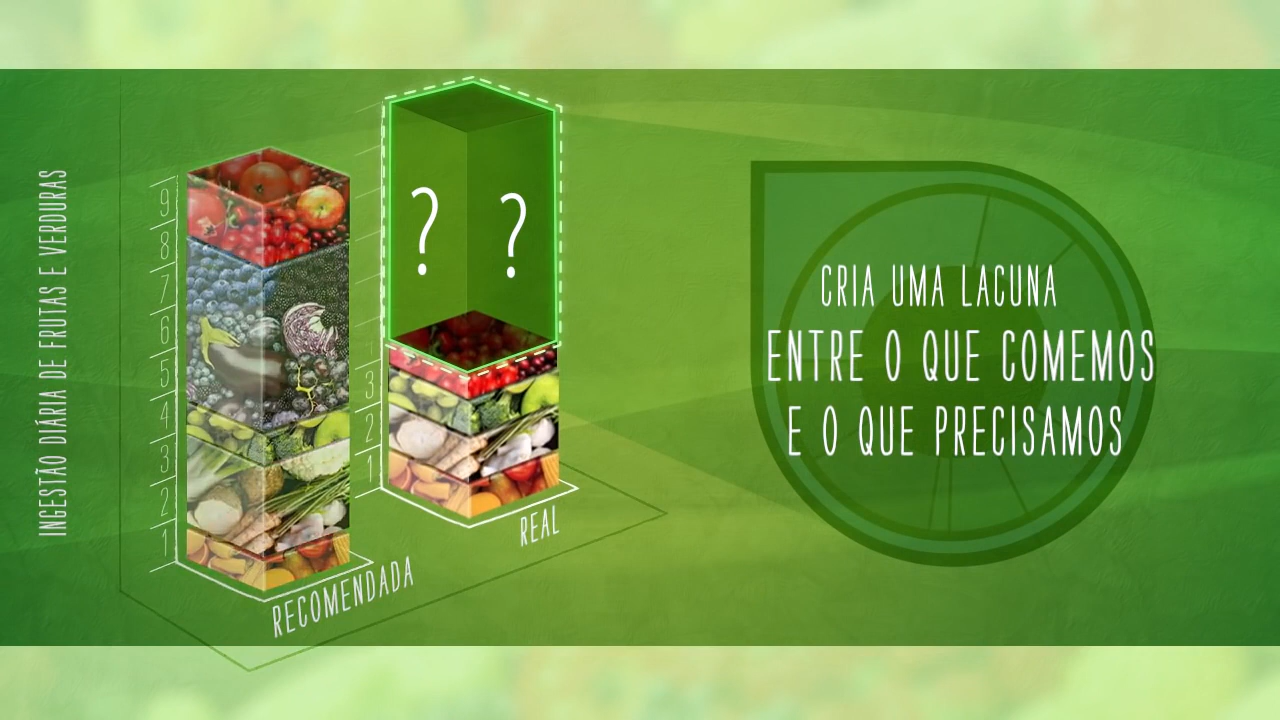 INGESTÃO DIÁRIA DE FRUTAS E VERDURAS
9
8
7
6
5
4
3
2
1
RECOMENDADA
? ?
3
2
1
REAL
CRIA UMA LACUNA
ENTRE O QUE COMEMOS
E O QUE PRECISAMOS